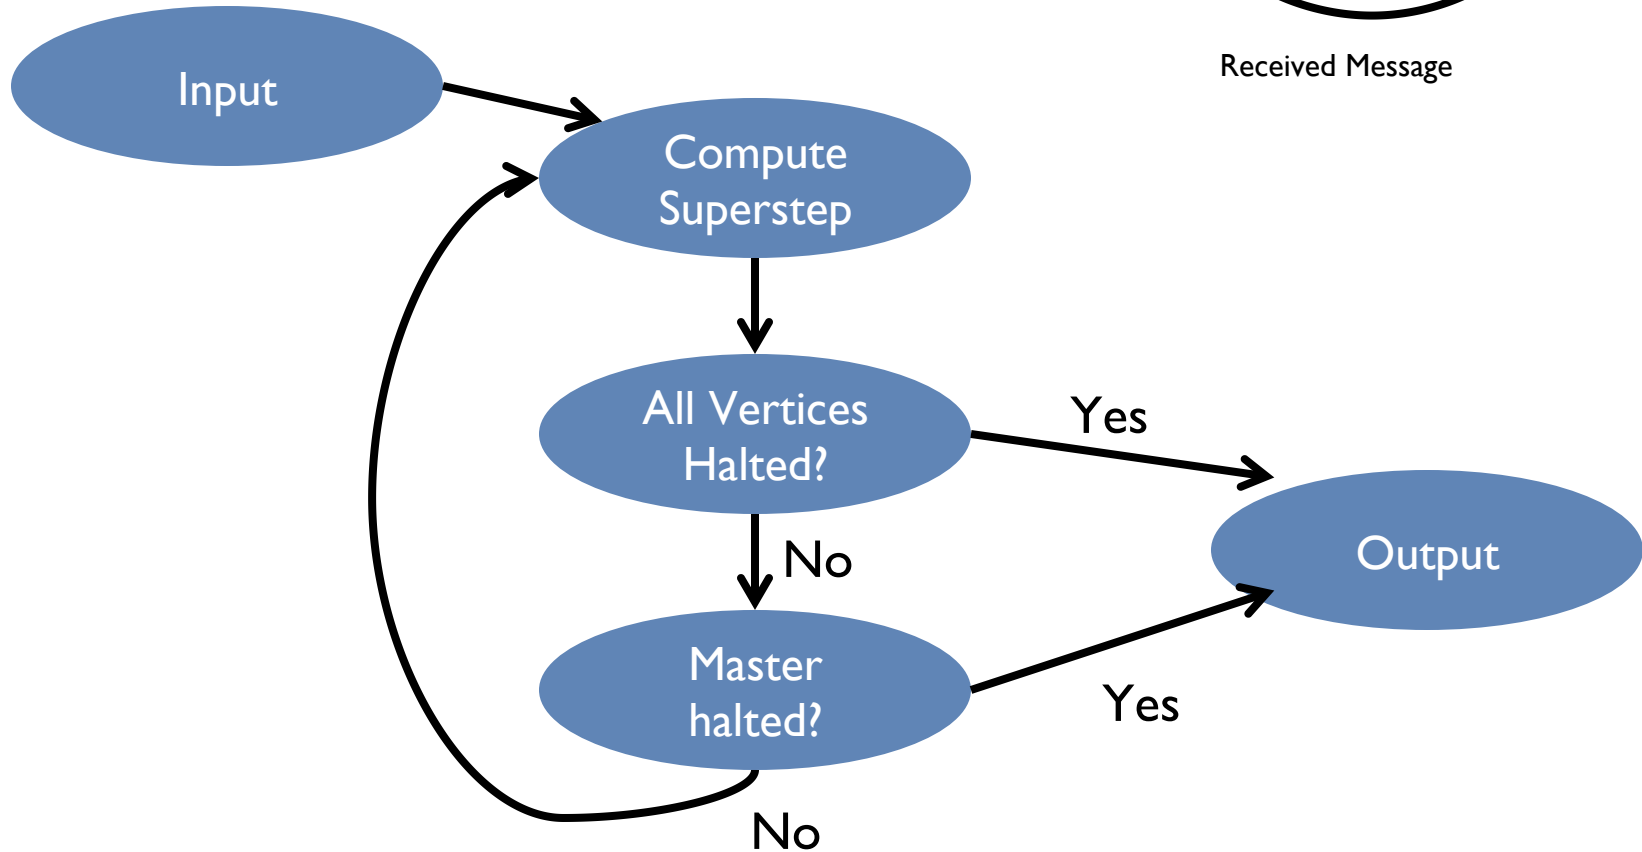 Received Message
Input
Compute
Superstep
All Vertices
Halted?
Yes
No
Output
Master
halted?
Yes
No